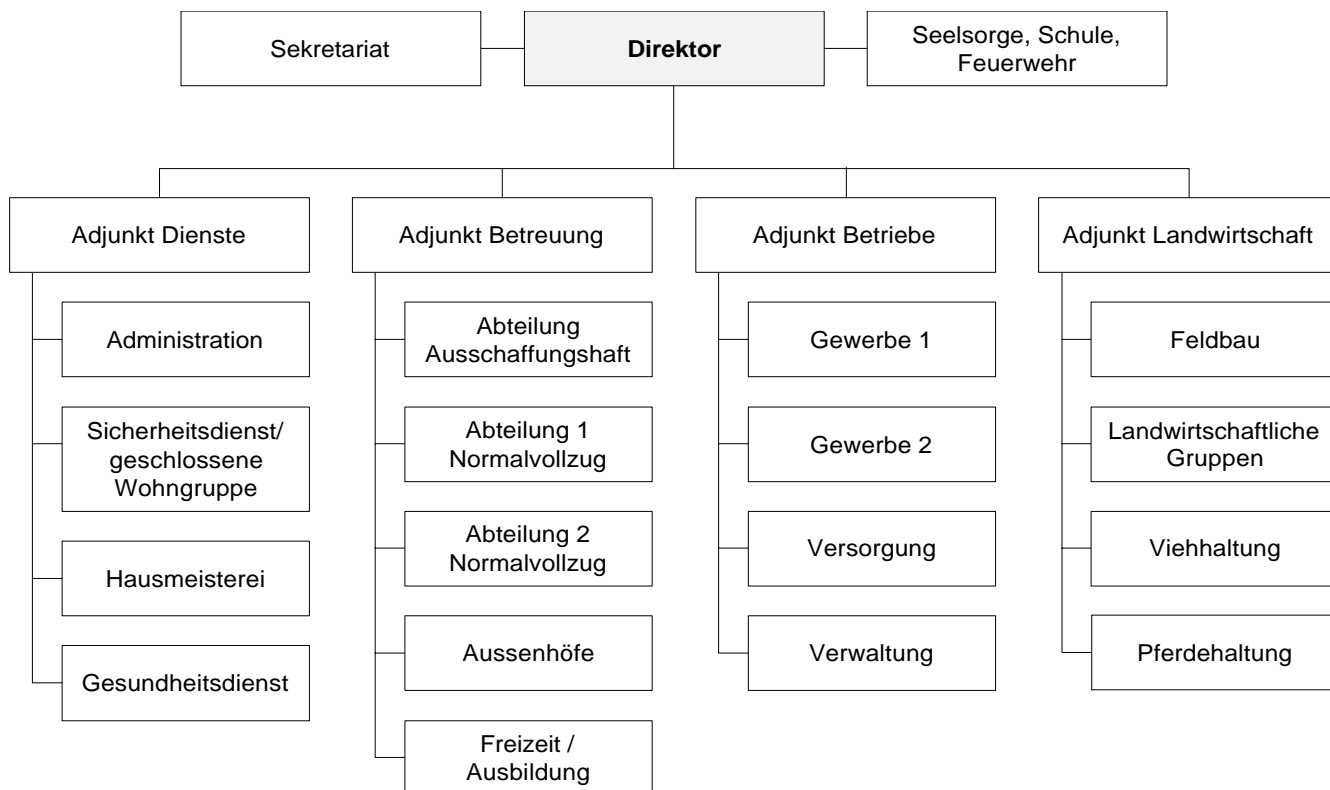 Sekretariat
Direktor
Seelsorge, Schule,
Feuerwehr
Adjunkt Dienste
Adjunkt Betreuung
Adjunkt Betriebe
Adjunkt Landwirtschaft
Administration
Sicherheitsdienst/
geschlossene
Wohngruppe
Hausmeisterei
Gesundheitsdienst
Abteilung
Ausschaffungshaft
Abteilung 1
Normalvollzug
Abteilung 2
Normalvollzug
Aussenhöfe
Freizeit /
Ausbildung
Gewerbe 1
Gewerbe 2
Versorgung
Verwaltung
Feldbau
Landwirtschaftliche
Gruppen
Viehhaltung
Pferdehaltung